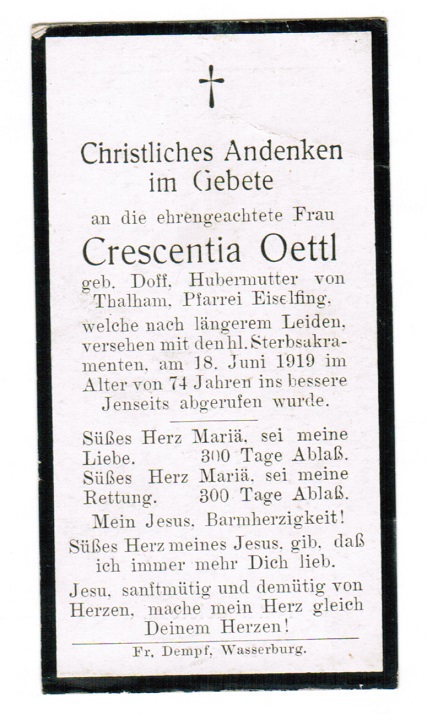 Christliches Andenken
im Gebete
an die ehrengeachtete Frau
Crescentia Oettl
geb. Doff, Hubermutter von
Thalham, Pfarrei Eiselfing,
welche nach längerem Leiden,
versehen mit den hl. Sterbsakra-
menten, am 18. Juni 1919 im
Alter von 74 Jahren ins bessere
Jenseits abgerufen wurde.
Süßes Herz Mariä, sei meine
Liebe. 300 Tage Ablaß.
Süßes Herz Mariä, sei meine
Rettung. 300 Tage Ablaß.
Mein Jesus, Barmherzigkeit!
Süßes Herz meines Jesus, gib, daß
ich immer mehr Dich lieb.
Jesu, sanftmütig und demütig von
Herzen, mache mein Herz gleich
Deinem Herzen!
Fr. Dempf, Wasserburg.